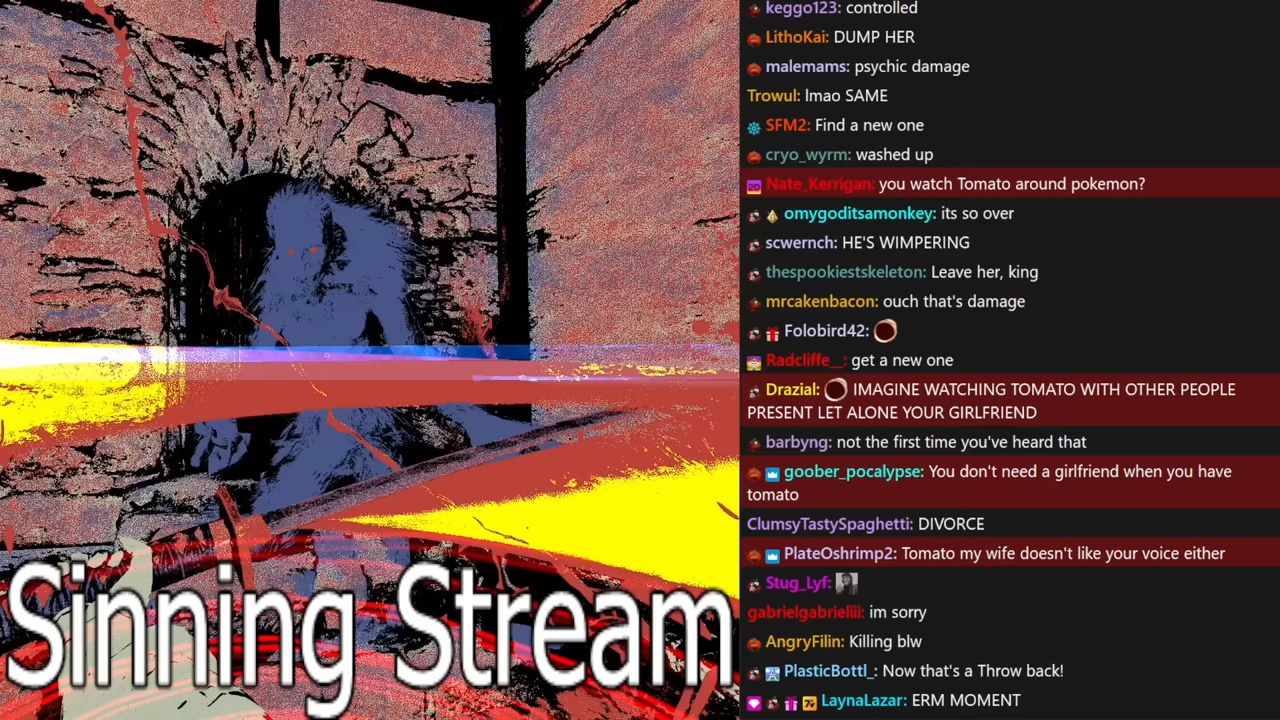 keggo123: controlled
LithoKai: DUMP HER
malemams: psychic damage
Trowul: lmao SAME
SFM2: Find a new one
cryo_wyrm: washed up
20 Nate_Kerrigan: you watch Tomato around pokemon?
omygoditsamonkey: its so over
scwernch: HE'S WIMPERING
thespookiestskeleton: Leave her, king
mrcakenbacon: ouch that's damage
Folobird42:
Radcliffe__: get a new one
Drazial: IMAGINE WATCHING TOMATO WITH OTHER PEOPLE
PRESENT LET ALONE YOUR GIRLFRIEND
barbyng: not the first time you've heard that
goober_pocalypse: You don't need a girlfriend when you have
tomato
ClumsyTastySpaghetti: DIVORCE
PlateOshrimp2: Tomato my wife doesn't like your voice either
Stug_Lyf:
gabrielgabrieliii: im sorry
AngryFilin: Killing blw
PlasticBottl_: Now that's a Throw back!
LaynaLazar: ERM MOMENT
Sinning Stream